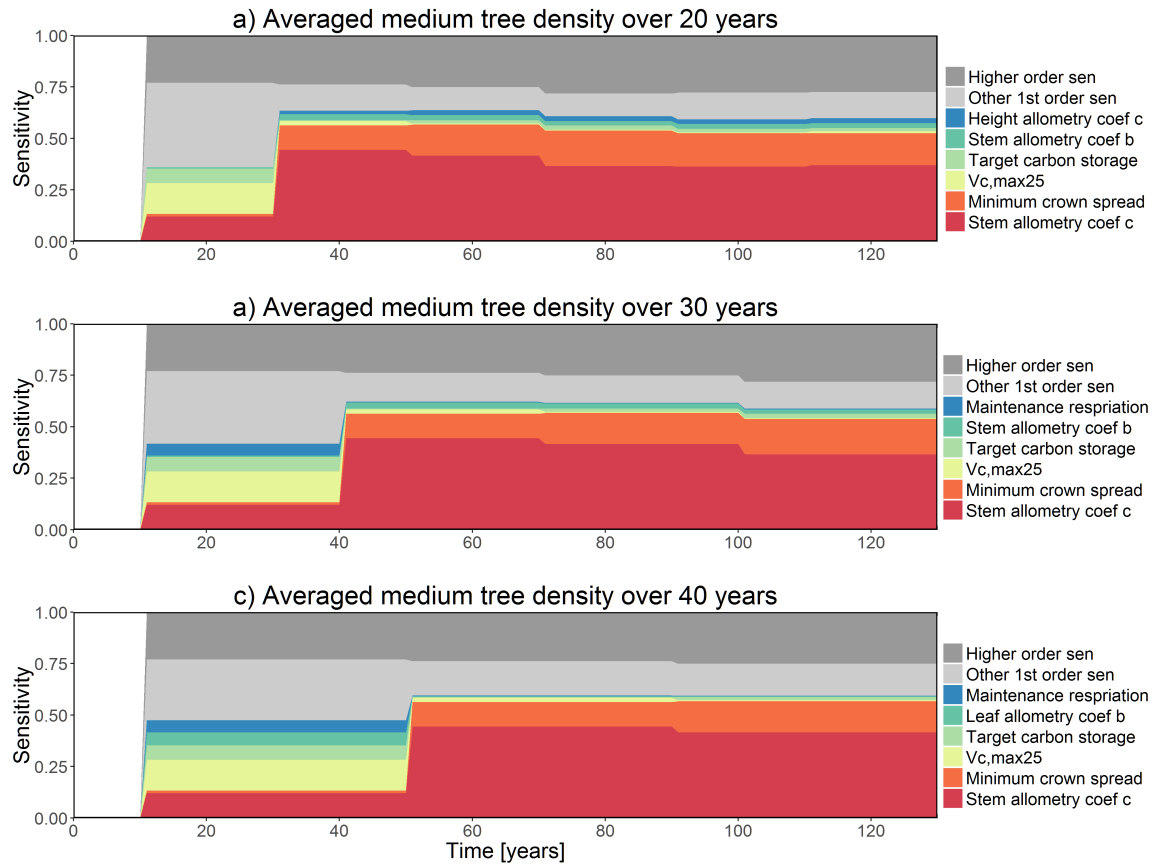 a) Averaged medium tree density over 20 years
1.00
0.75
0.50
0.25
0.00
Sensitivity
0 20 40 60 80 100 120
Higher order sen
Other 1st order sen
Height allometry coef c
Stem allometry coef b
Target carbon storage
Vc,max25
Minimum crown spread
Stem allometry coef c
a) Averaged medium tree density over 30 years
1.00
0.75
0.50
0.25
0.00
Sensitivity
0 20 40 60 80 100 120
Higher order sen
Other 1st order sen
Maintenance respriation
Stem allometry coef b
Target carbon storage
Vc,max25
Minimum crown spread
Stem allometry coef c
c) Averaged medium tree density over 40 years
1.00
0.75
0.50
0.25
0.00
Sensitivity
0 20 40 60 80 100 120
Time [years]
Higher order sen
Other 1st order sen
Maintenance respriation
Leaf allometry coef b
Target carbon storage
Vc,max25
Minimum crown spread
Stem allometry coef c